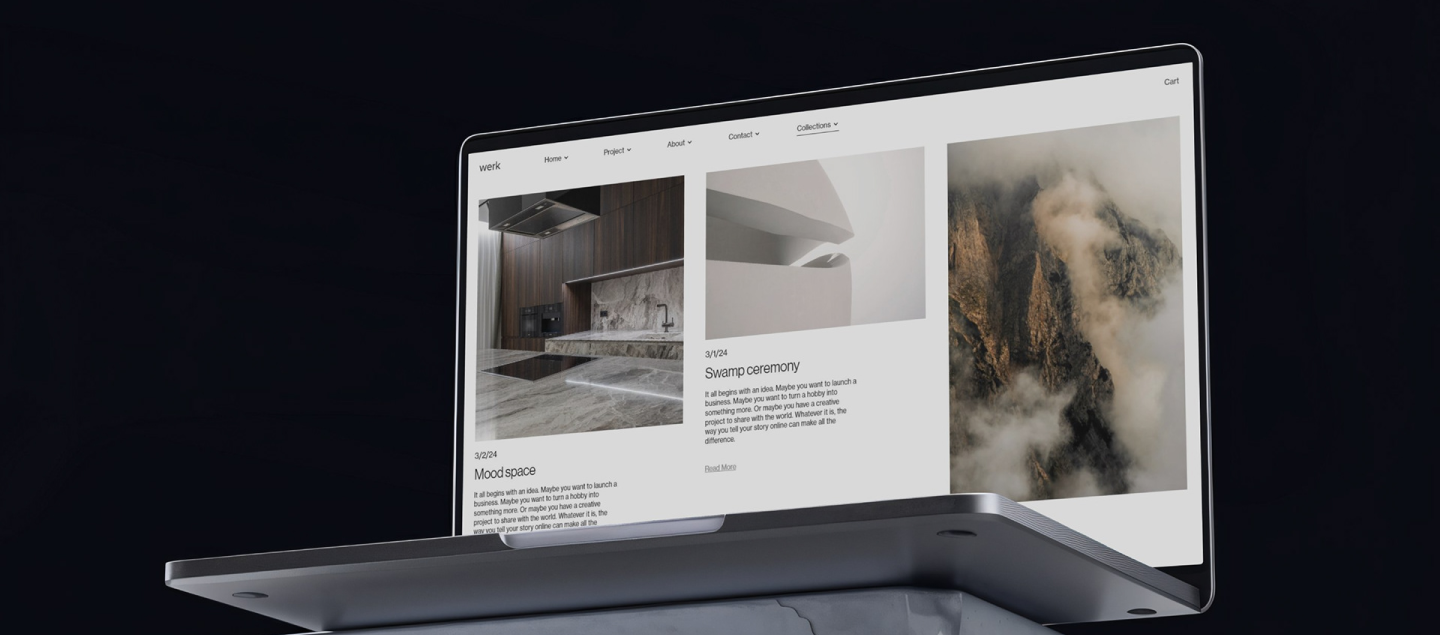 werk
Home
Project
About
Contact
Collections
Cart
3/2/24
Mood space
It all begins with an idea. Maybe you want to launch a
business. Maybe you want to turn a hobby into
something more. Or maybe you have a creative
project to share with the world. Whatever it is, the
way you tell your story online can make all the
3/1/24
Swamp ceremony
It all begins with an idea. Maybe you want to launch a
business. Maybe you want to turn a hobby into
something more. Or maybe you have a creative
project to share with the world. Whatever it is, the
way you tell your story online can make all the
difference.
Read More